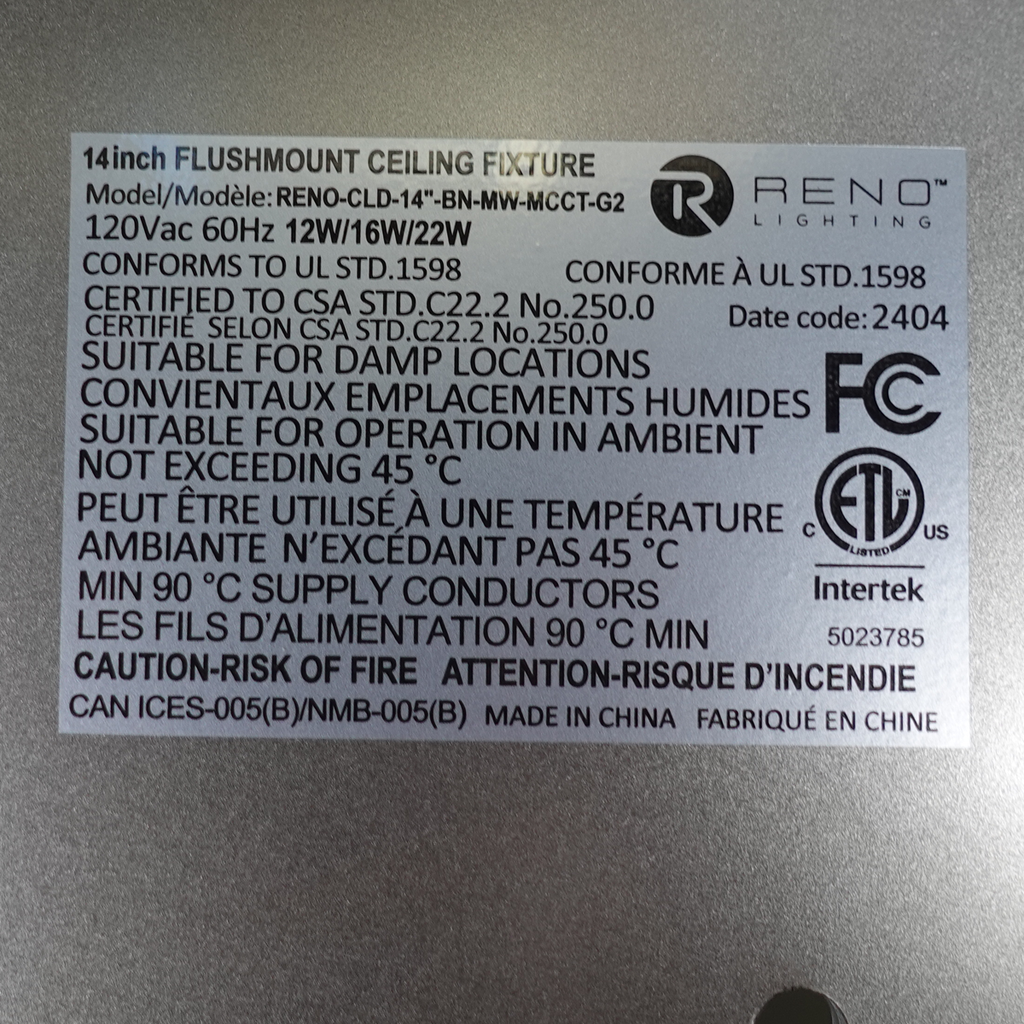 14inch FLUSHMOUNT CEILING FIXTURE
RENO™
LIGHTING
Model/Modèle: RENO-CLD-14"-BN-MW-MCCT-G2
120Vac 60Hz 12W/16W/22W
CONFORMS TO UL STD.1598 CONFORME À UL STD.1598
CERTIFIED TO CSA STD.C22.2 No.250.0
Date code: 2404
CERTIFIÉ SELON CSA STD.C22.2 No.250.0
SUITABLE FOR DAMP LOCATIONS
CONVIENTAUX EMPLACEMENTS HUMIDES
FC
SUITABLE FOR OPERATION IN AMBIENT
NOT EXCEEDING 45 °C
PEUT ÊTRE UTILISÉ À UNE TEMPÉRATURE
AMBIANTE N'EXCÉDANT PAS 45 °C
C ETL CM LISTED US
Intertek
5023785
MIN 90 °C SUPPLY CONDUCTORS
LES FILS D'ALIMENTATION 90 °C MIN
CAUTION-RISK OF FIRE ATTENTION-RISQUE D'INCENDIE
CAN ICES-005(B)/NMB-005(B) MADE IN CHINA FABRIQUÉ EN CHINE